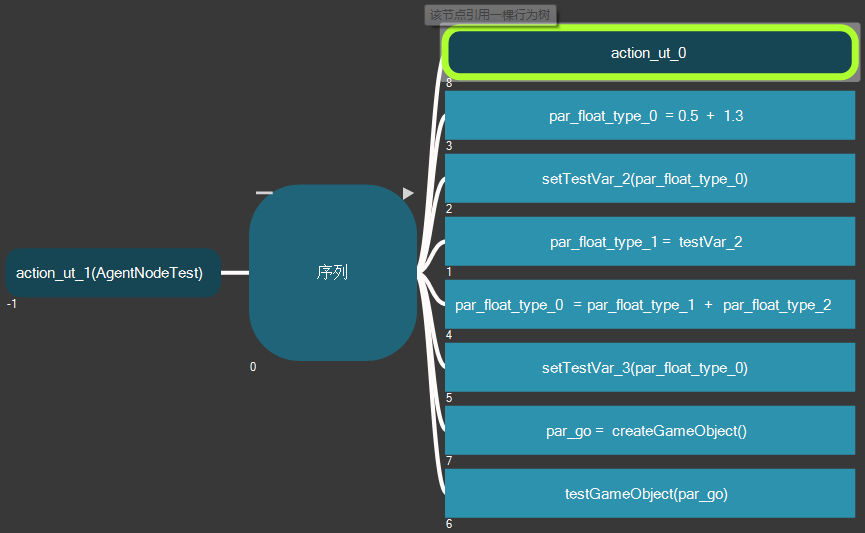 该节点引用一棵行为树
action_ut_0
8
par_float_type_0 = 0.5 + 1.3
3
setTestVar_2(par_float_type_0)
2
par_float_type_1 = testVar_2
1
action_ut_1(AgentNodeTest)
-1
序列
0
par_float_type_0 = par_float_type_1 + par_float_type_2
4
setTestVar_3(par_float_type_0)
5
par_go = createGameObject()
7
testGameObject(par_go)
6